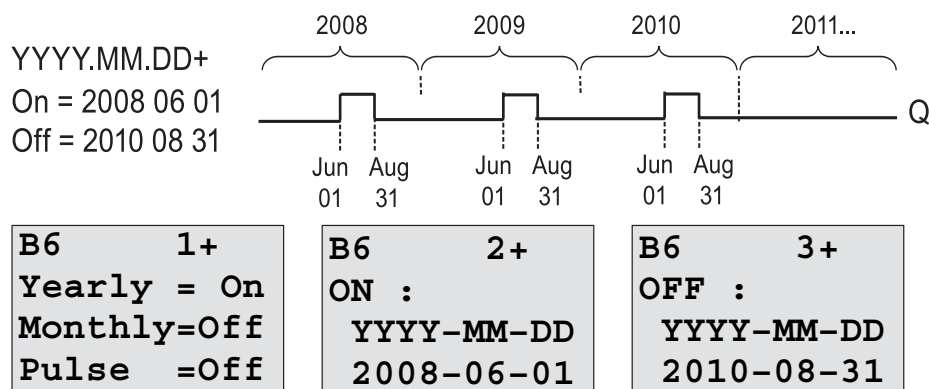 2008 2009 2010 2011...
YYYY.MM.DD+
On = 2008 06 01
Off = 2010 08 31
Q
Jun Aug Jun Aug Jun Aug
01 31 01 31 01 31
B6 1+
Yearly = On
Monthly=Off
Pulse =Off
B6 2+
ON :
YYYY-MM-DD
2008-06-01
B6 3+
OFF :
YYYY-MM-DD
2010-08-31